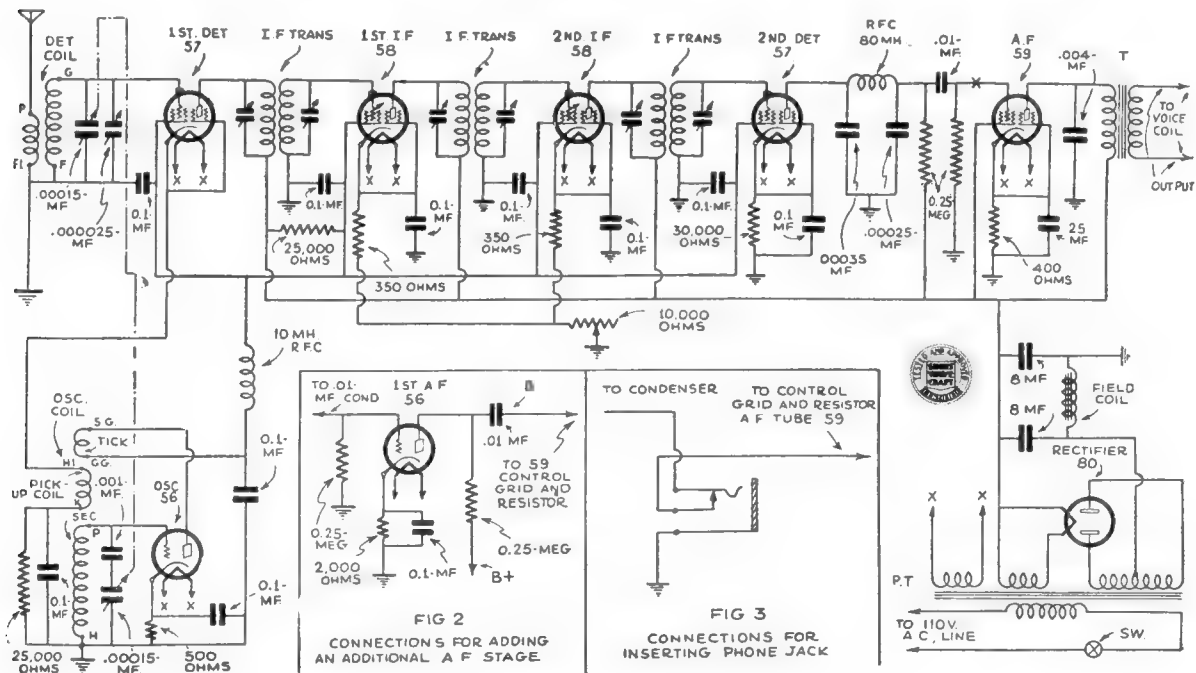 DET
COIL
1ST. DET
57
I.F TRANS
1ST. I F
58
I.F. TRANS
2ND. I F
58
I F TRANS
2ND. DET
57
R.F.C
80 MH.
.01-
MF.
A.F
59
.004-
MF
T
TO
VOICE
COIL
OUTPUT
G
P
F
FI
.00015-
MF
.000025-
MF
0.1-
MF
X X
0.1-MF.
25,000
OHMS
X X
0.1-
MF
350 OHMS
0.1-MF.
350
OHMS
X X
0.1-
MF
0.1-MF.
30,000
OHMS
X X
0.1
MF
.00035
MF
.00025-
MF
0.25-
MEG
X
X X
25
MF
400
OHMS
10,000
OHMS
10 MH
R.F.C
OSC.
COIL
S.G.
TICK
G.G.
HI
PICK-
UP COIL
.001-
MF.
OSC
56
K
SEC
P
0.1-
MF
0.1-
MF
X X
0.1-
MF.
H
25,000
OHMS
.00015-
MF.
500
OHMS
TO .01-
MF COND
1ST A F
56
B
.01 MF
TO 59
CONTROL
GRID AND
RESISTOR
0.25-
MEG
2,000
OHMS
0.1-MF
0.25-MEG
B+
FIG 2
CONNECTIONS FOR ADDING
AN ADDITIONAL A F STAGE
TO CONDENSER
TO CONTROL
GRID AND RESISTOR
A F TUBE 59
FIG 3
CONNECTIONS FOR
INSERTING PHONE JACK
TESTED AND APPROVED
8 MF
8 MF
FIELD
COIL
RECTIFIER
80
X X
P.T
TO 110V.
A C, LINE
SW.